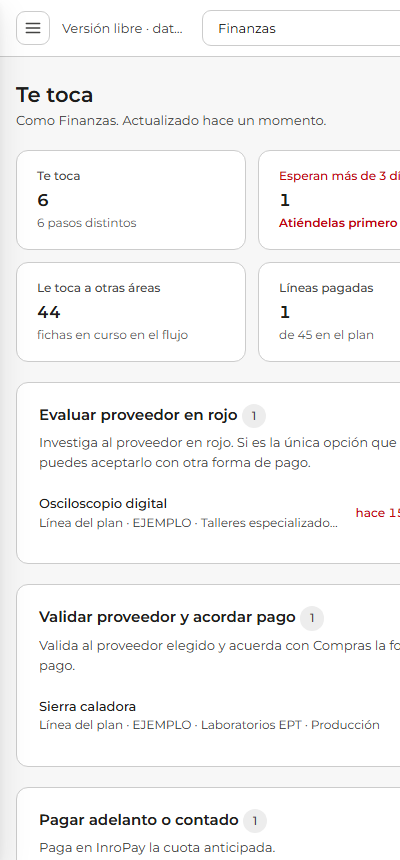 Versión libre · dat...
Finanzas
Te toca
Como Finanzas. Actualizado hace un momento.
Te toca
6
6 pasos distintos
Esperan más de 3
1
Atiéndelas primero
Le toca a otras áreas
44
fichas en curso en el flujo
Líneas pagadas
1
de 45 en el plan
Evaluar proveedor en rojo 1
Investiga al proveedor en rojo. Si es la única opción que
puedes aceptarlo con otra forma de pago.
Osciloscopio digital
hace 15
Línea del plan · EJEMPLO · Talleres especializado...
Validar proveedor y acordar pago 1
Valida al proveedor elegido y acuerda con Compras la
pago.
Sierra caladora
Línea del plan · EJEMPLO · Laboratorios EPT · Producción
Pagar adelanto o contado 1
Paga en InroPay la cuota anticipada.